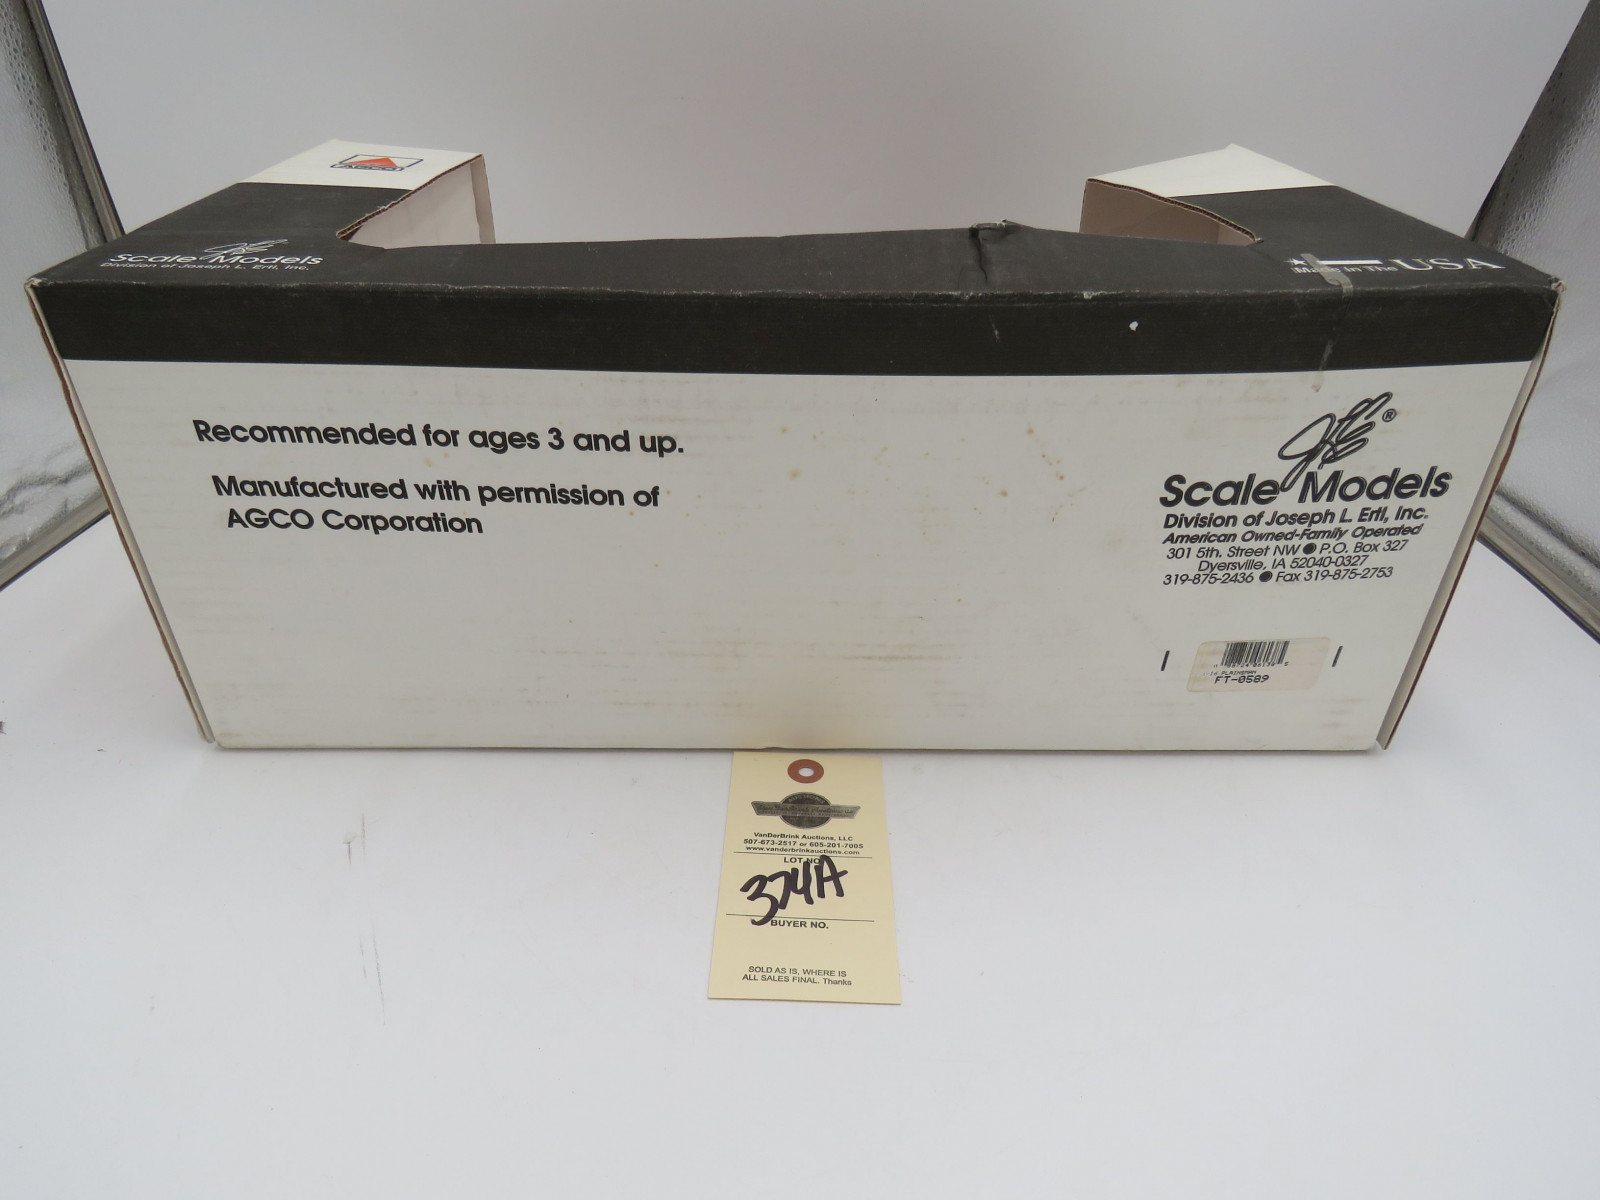 AGCO
Scale Models
Division of Joseph L. Ertl, Inc.
Made In The USA
Recommended for ages 3 and up.
Manufactured with permission of
AGCO Corporation
JLE®
Scale Models
Division of Joseph L. Ertl, Inc.
American Owned-Family Operated
301 5th. Street NW ● P.O. Box 327
Dyersville, IA 52040-0327
319-875-2436 ● Fax 319-875-2753
PLAINSMAN
FT-0589
VanDerBrink Auctions, LLC
507-673-2517 or 605-201-7005
www.vanderbrinkauctions.com
LOT NO.
374A
BUYER NO.
SOLD AS IS, WHERE IS
ALL SALES FINAL. Thanks